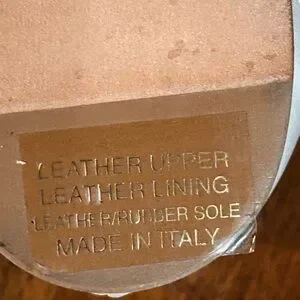 LEATHER UPPER
LEATHER LINING
LEATHER/RUBBER SOLE
MADE IN ITALY